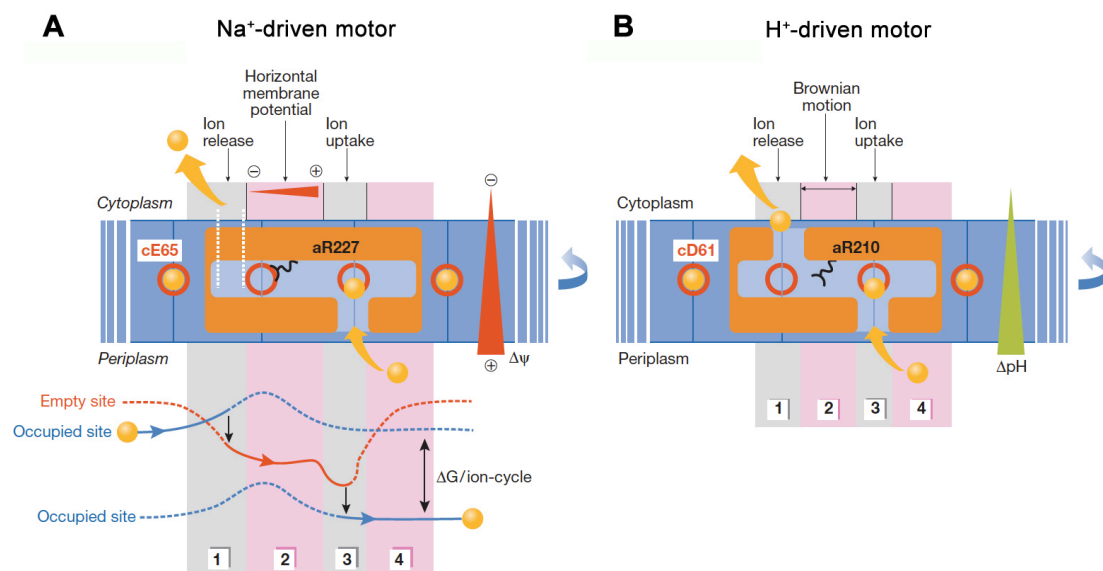 A
Na⁺-driven motor
Horizontal
membrane
potential
Ion
release
Ion
uptake
⊖
⊕
⊖
Cytoplasm
cE65
aR227
Periplasm
⊕
Δψ
Empty site
Occupied site
ΔG/ion-cycle
Occupied site
1
2
3
4
B
H⁺-driven motor
Brownian
motion
Ion
release
Ion
uptake
Cytoplasm
cD61
aR210
Periplasm
ΔpH
1
2
3
4